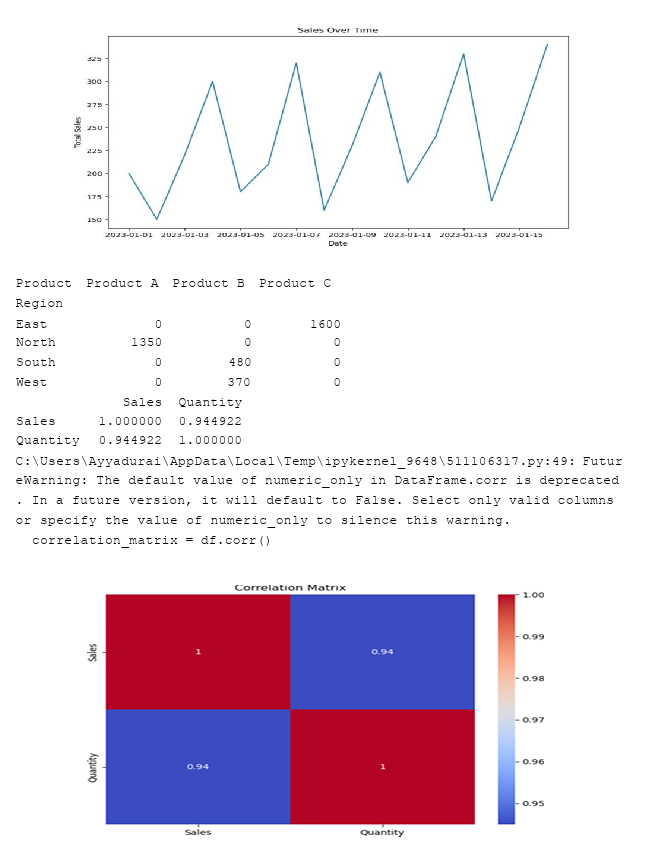 Sales Over Time
325
300
275
250
225
200
175
150
Total Sales
2023-01-01 2023-01-03 2023-01-05 2023-01-07 2023-01-09 2023-01-11 2023-01-13 2023-01-15
Date
Product Product A Product B Product C
Region
East 0 0 1600
North 1350 0 0
South 0 480 0
West 0 370 0
Sales Quantity
Sales 1.000000 0.944922
Quantity 0.944922 1.000000
C:\Users\Ayyadurai\AppData\Local\Temp\ipykernel_9648\511106317.py:49: Futur
eWarning: The default value of numeric_only in DataFrame.corr is deprecated
. In a future version, it will default to False. Select only valid columns
or specify the value of numeric_only to silence this warning.
correlation_matrix = df.corr()
Correlation Matrix
Sales
1 0.94
Quantity
0.94 1
Sales Quantity
1.00
0.99
0.98
0.97
0.96
0.95